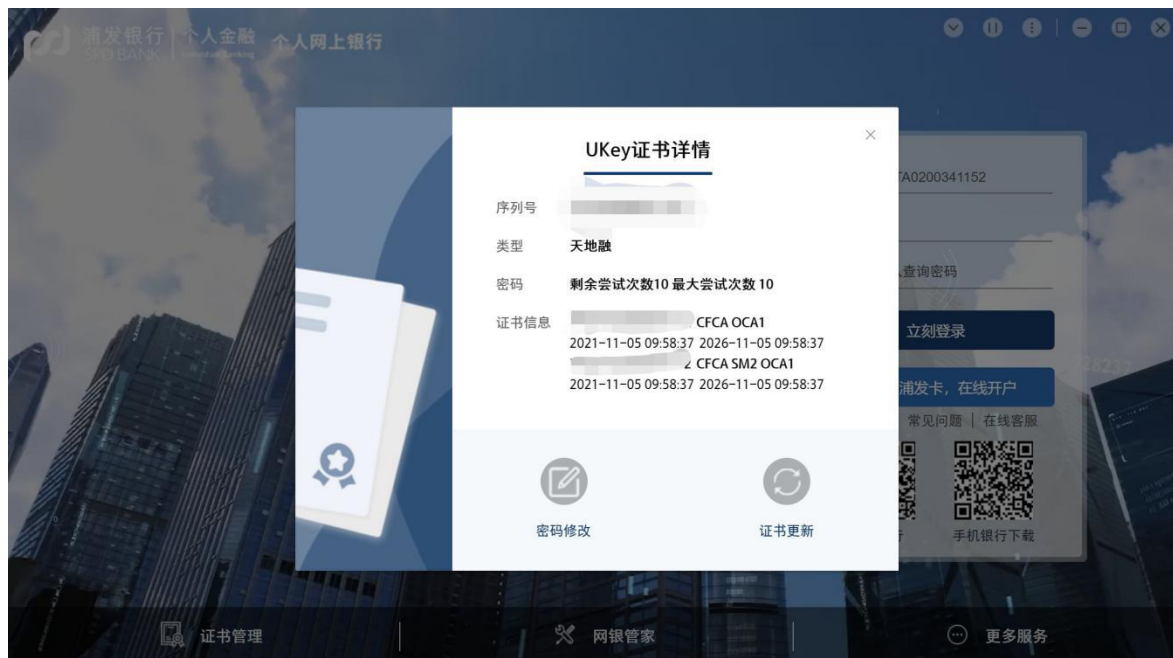 浦发银行 个人金融 个人网上银行
SPD BANK
UKey证书详情
序列号
类型 天地融
密码 剩余尝试次数10 最大尝试次数 10
证书信息 CFCA OCA1
2021-11-05 09:58:37 2026-11-05 09:58:37
2 CFCA SM2 OCA1
2021-11-05 09:58:37 2026-11-05 09:58:37
密码修改 证书更新
A0200341152
查询密码
立刻登录
浦发卡，在线开户
常见问题 | 在线客服
手机银行下载
证书管理 网银管家 更多服务